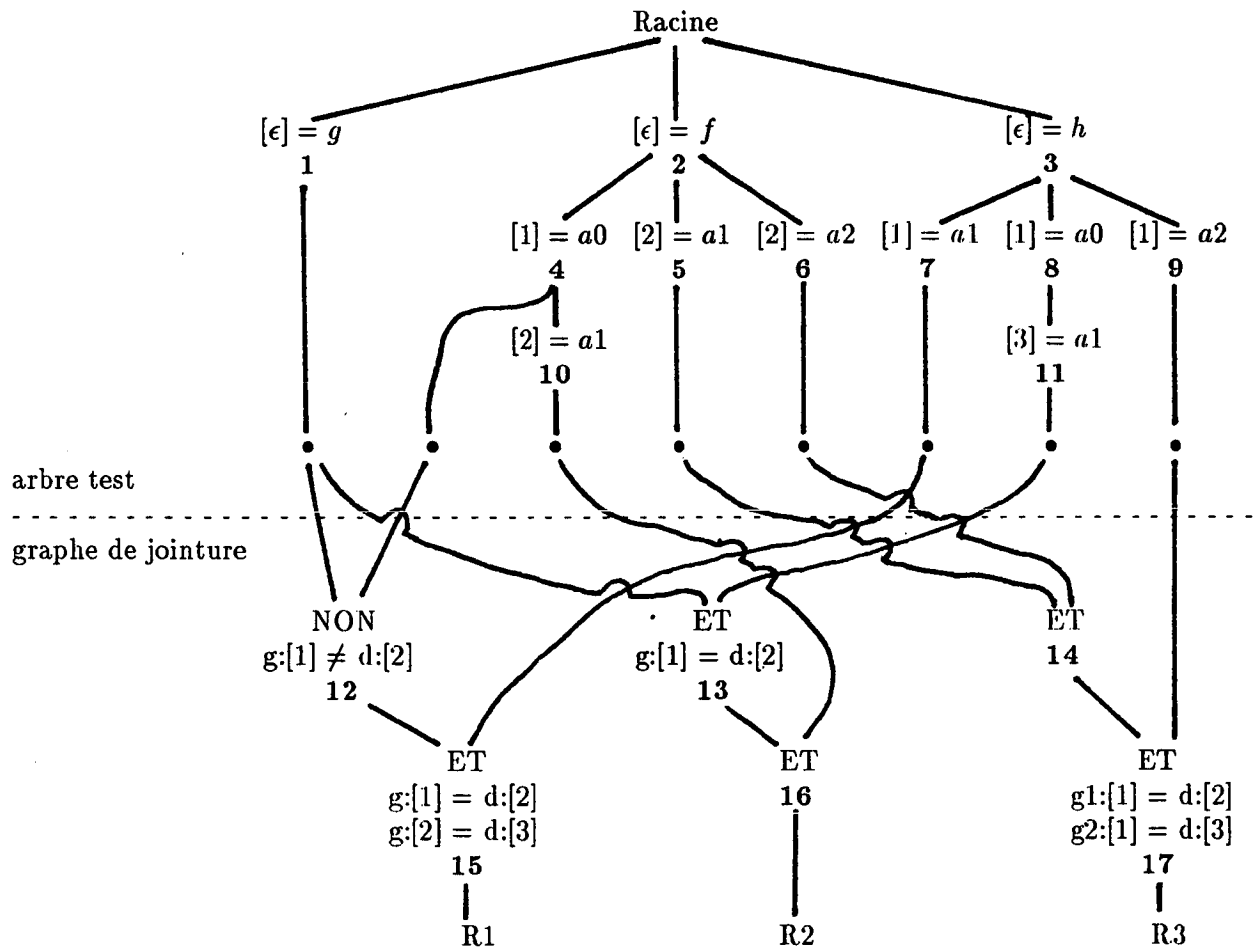 Racine
[ϵ] = g [ϵ] = f [ϵ] = h
1 2 3
[1] = a0 [2] = a1 [2] = a2 [1] = a1 [1] = a0 [1] = a2
4 5 6 7 8 9
[2] = a1 [3] = a1
10 11
arbre test
graphe de jointure
NON ET ET
g:[1] ≠ d:[2] g:[1] = d:[2] 14
12 13
ET ET ET
g:[1] = d:[2] 16 g1:[1] = d:[2]
g:[2] = d:[3] g2:[1] = d:[3]
15 17
R1 R2 R3